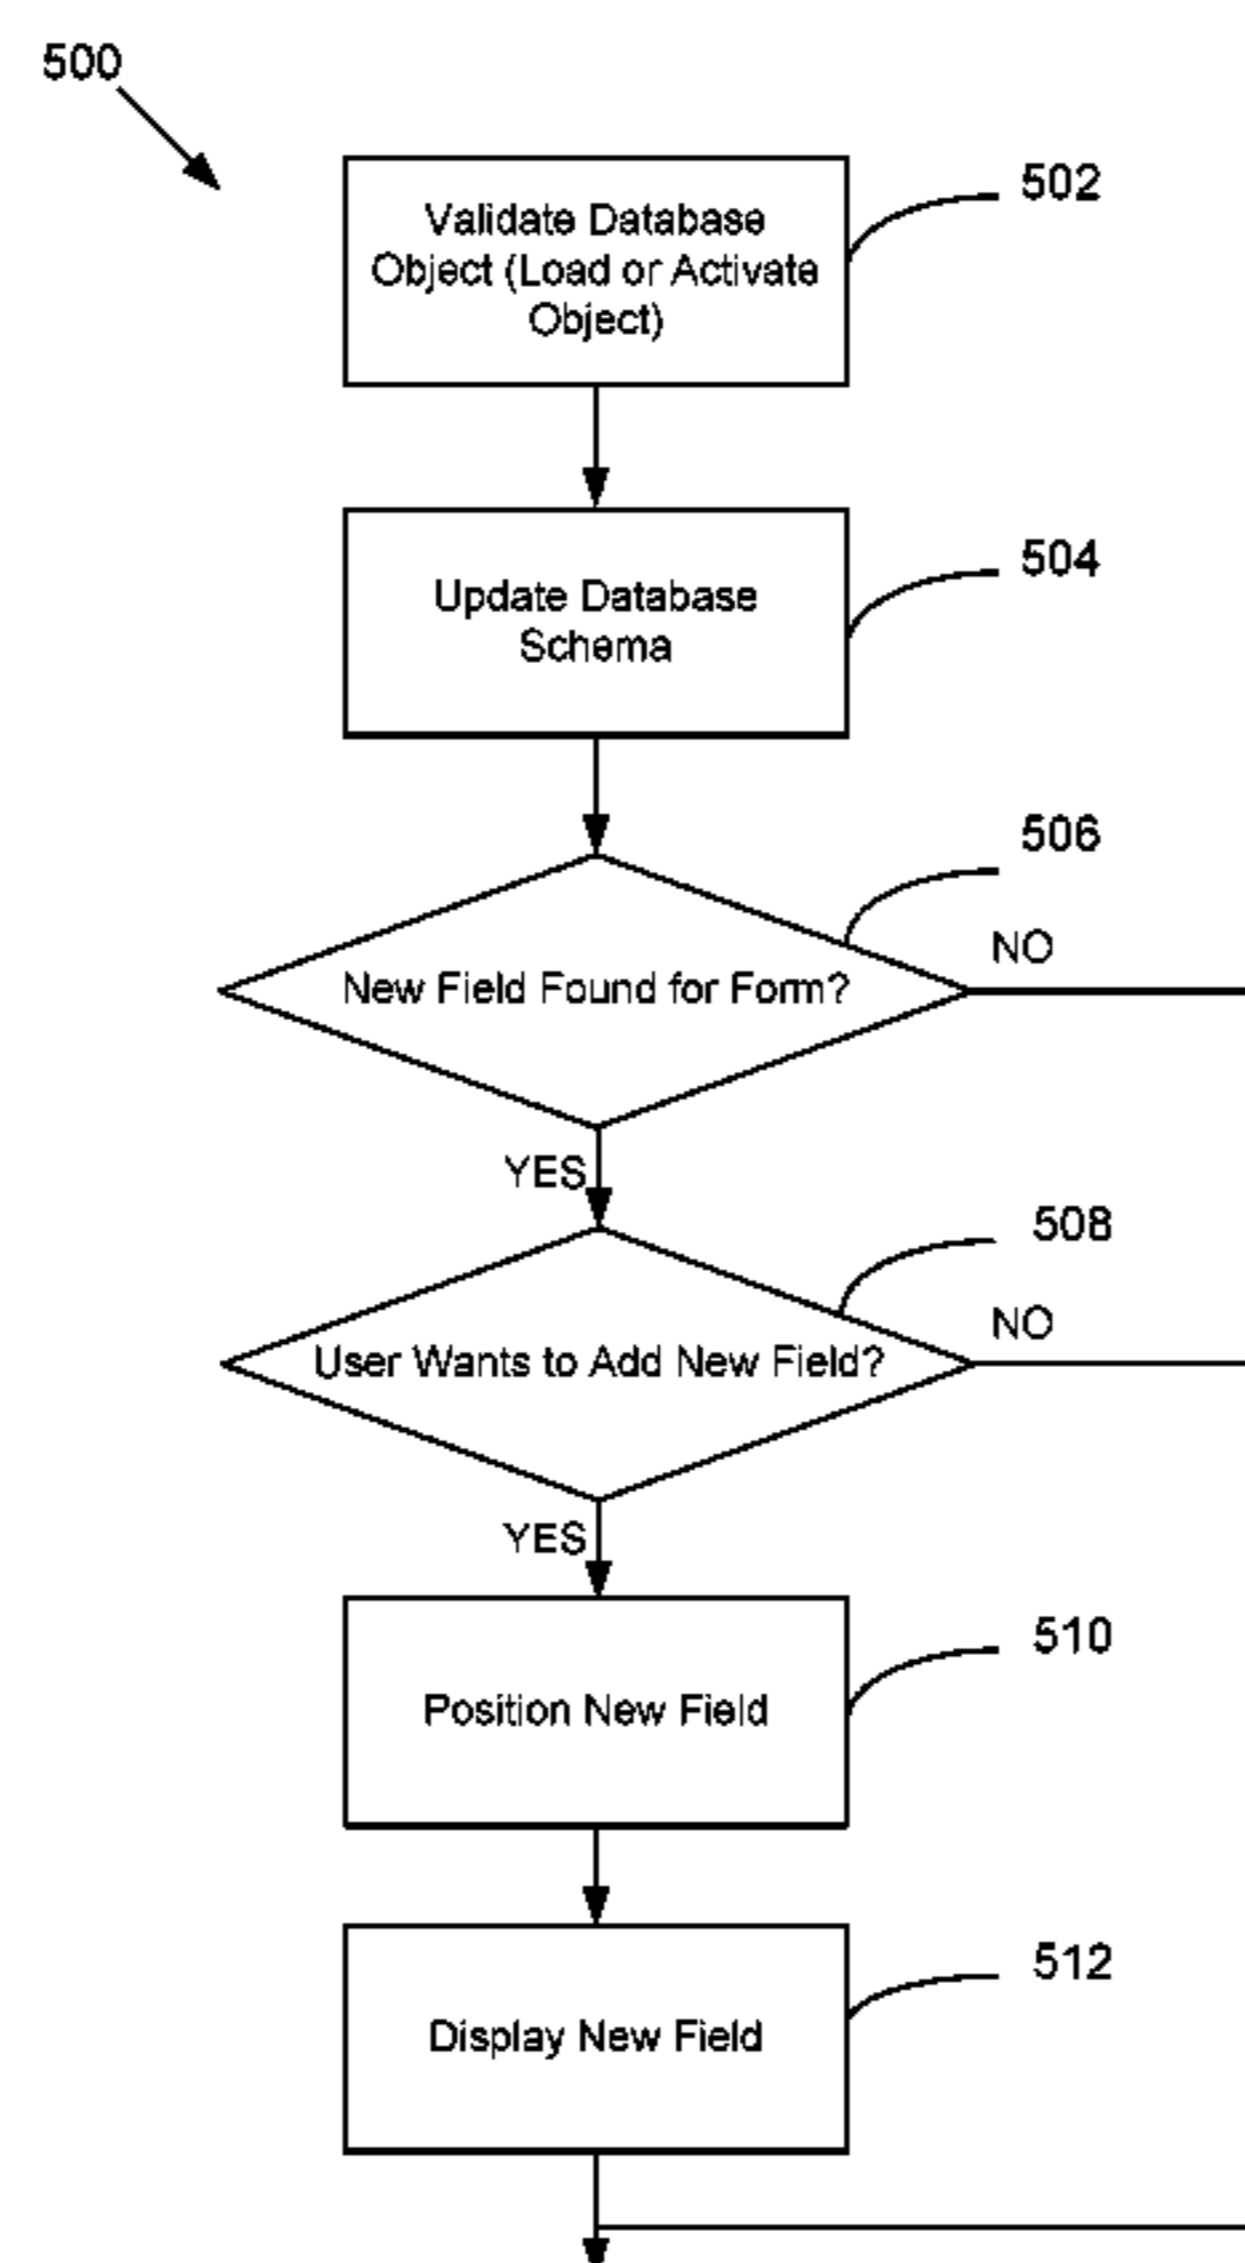 500
502
Validate Database
Object (Load or Activate
Object)
504
Update Database
Schema
506
NO
New Field Found for Form?
YES
508
NO
User Wants to Add New Field?
YES
510
Position New Field
512
Display New Field